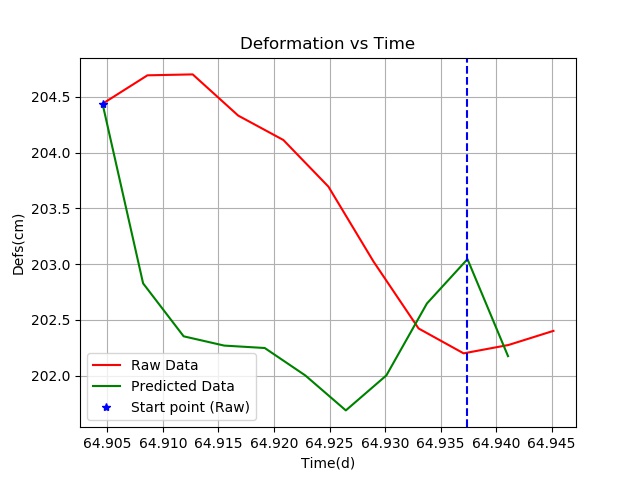 Deformation vs Time
Defs(cm)
204.5
204.0
203.5
203.0
202.5
202.0
Raw Data
Predicted Data
Start point (Raw)
64.905 64.910 64.915 64.920 64.925 64.930 64.935 64.940 64.945
Time(d)